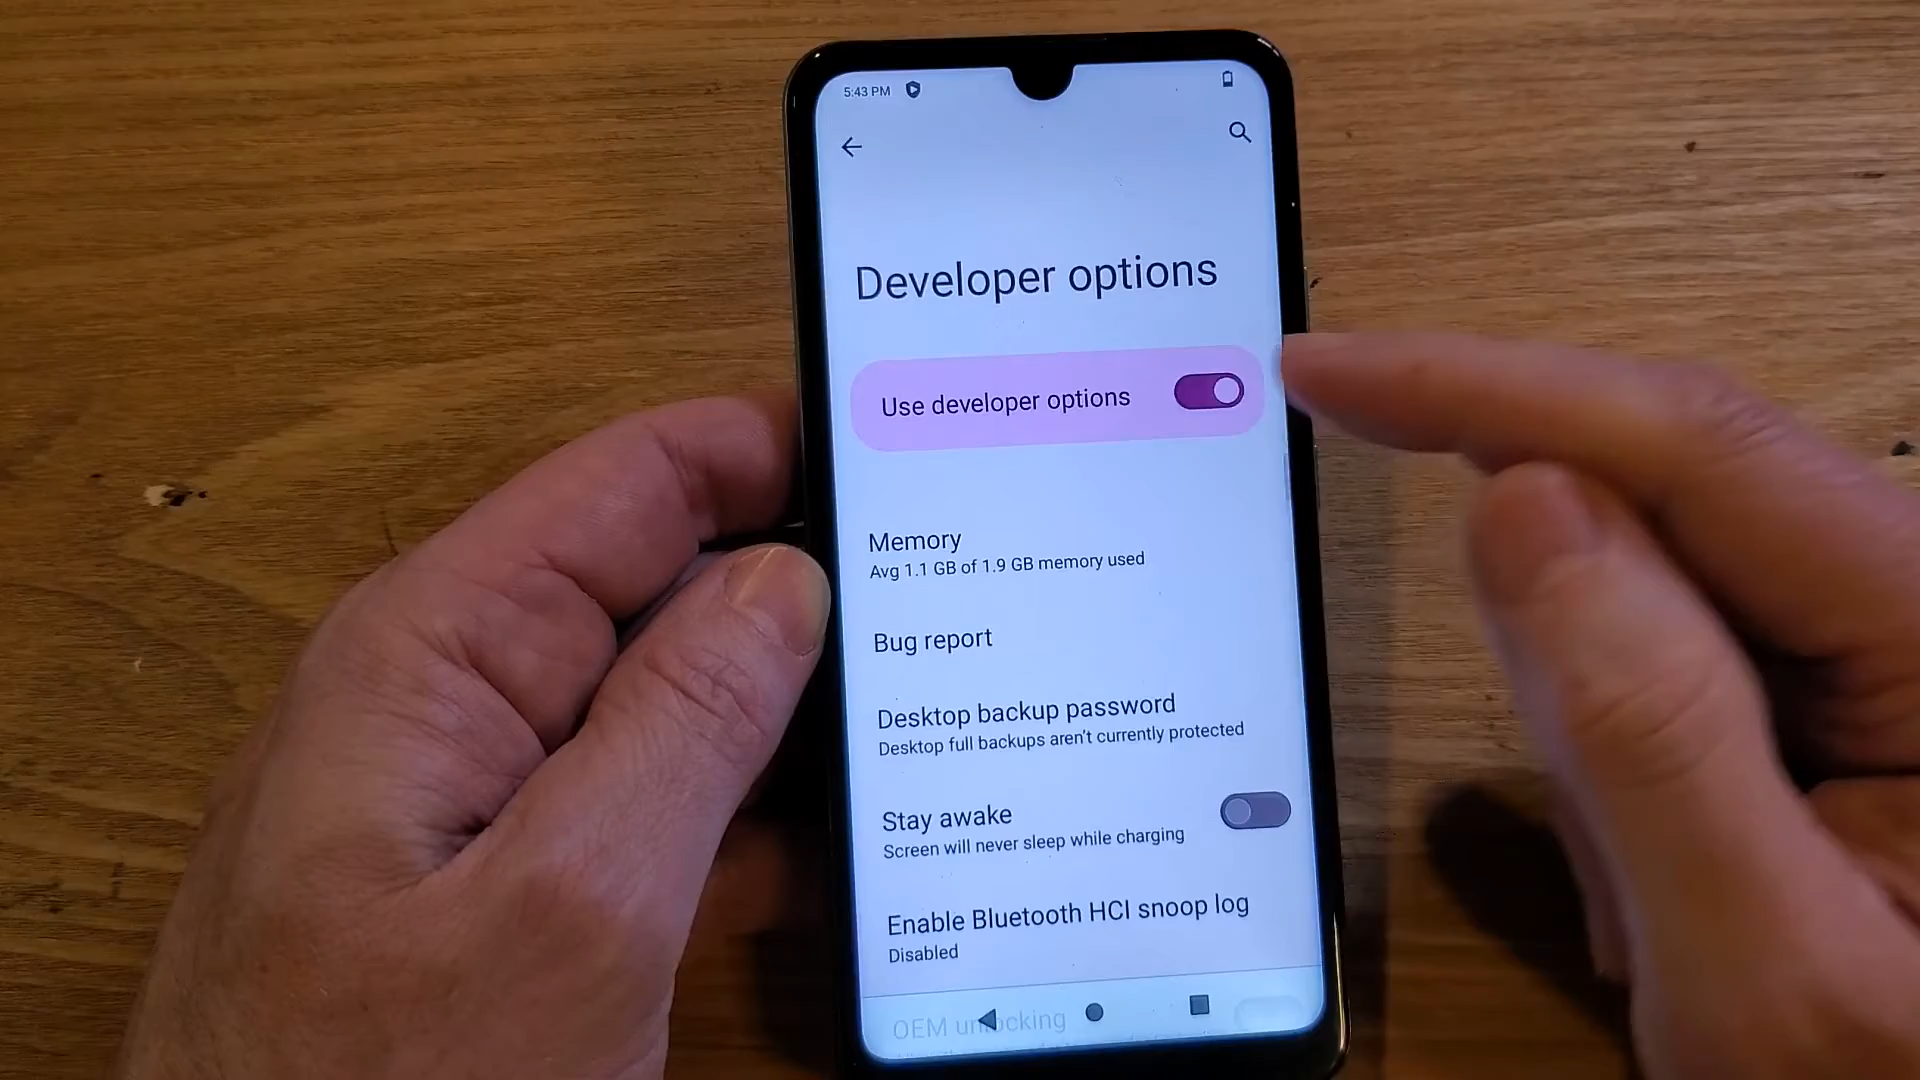 5:43 PM
Developer options
Use developer options
Memory
Avg 1.1 GB of 1.9 GB memory used
Bug report
Desktop backup password
Desktop full backups aren't currently protected
Stay awake
Screen will never sleep while charging
Enable Bluetooth HCI snoop log
Disabled
OEM unlocking